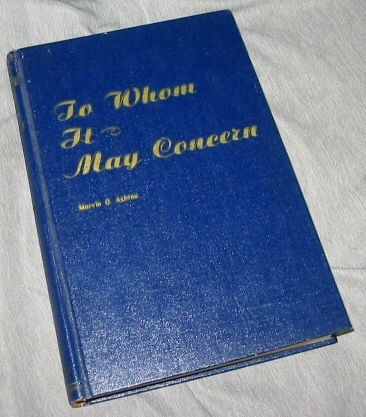 To Whom
It
May Concern
Marvin O. Ashton